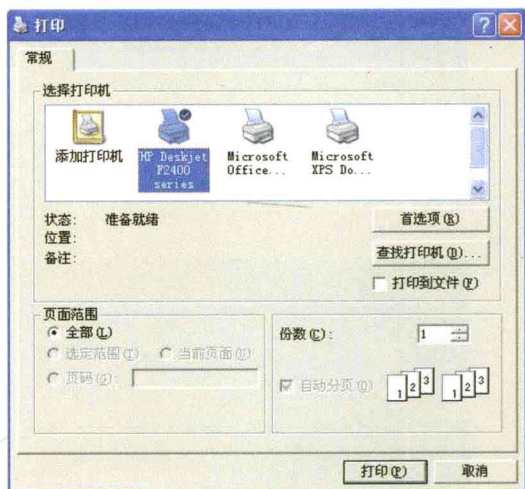 打印
常规
选择打印机
添加打印机
HP Deskjet
F2400
series
Microsoft
Office...
Microsoft
XPS Do...
状态: 准备就绪
首选项(R)
位置:
备注:
查找打印机(D)...
打印到文件(F)
页面范围
全部(L)
选定范围(T) 当前页面(U)
页码(G):
份数(C): 1
自动分页(O)
1 2 3 1 2 3
打印(P) 取消